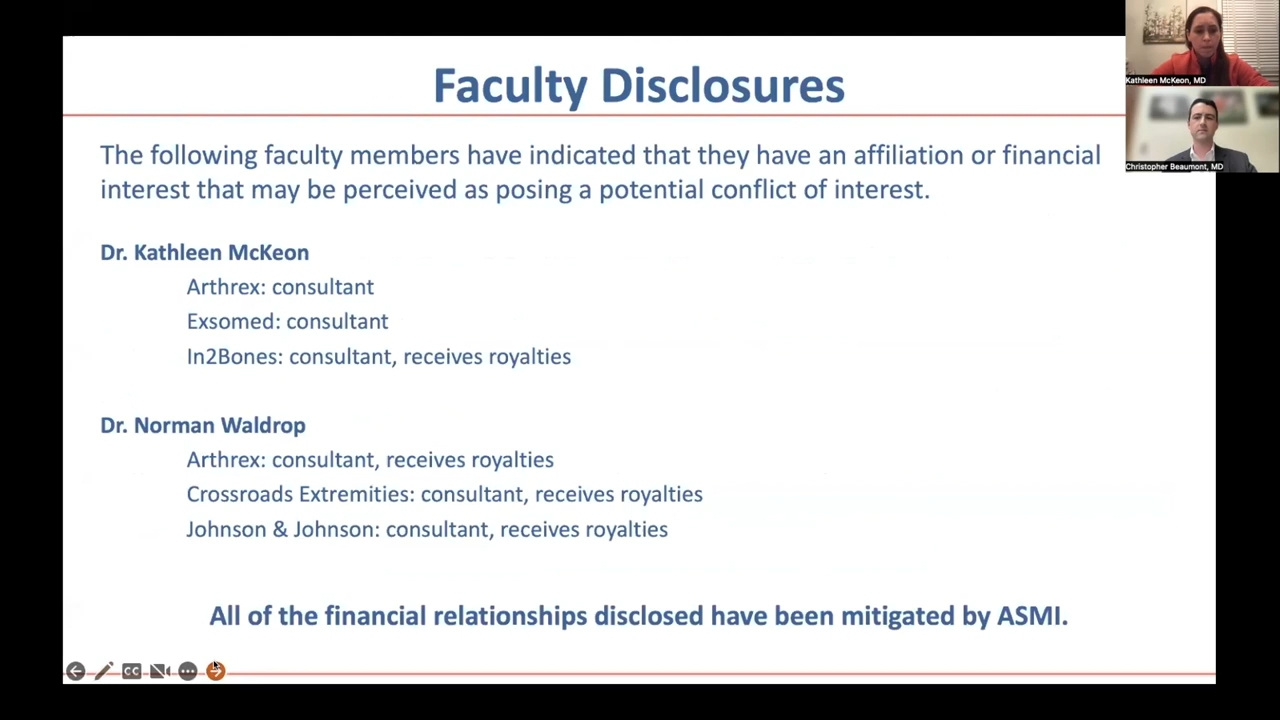 Faculty Disclosures
The following faculty members have indicated that they have an affiliation or financial
interest that may be perceived as posing a potential conflict of interest.
Dr. Kathleen McKeon
Arthrex: consultant
Exsomed: consultant
In2Bones: consultant, receives royalties
Dr. Norman Waldrop
Arthrex: consultant, receives royalties
Crossroads Extremities: consultant, receives royalties
Johnson & Johnson: consultant, receives royalties
All of the financial relationships disclosed have been mitigated by ASMI.
CC
Kathleen McKeon, MD
Christopher Beaumont, MD